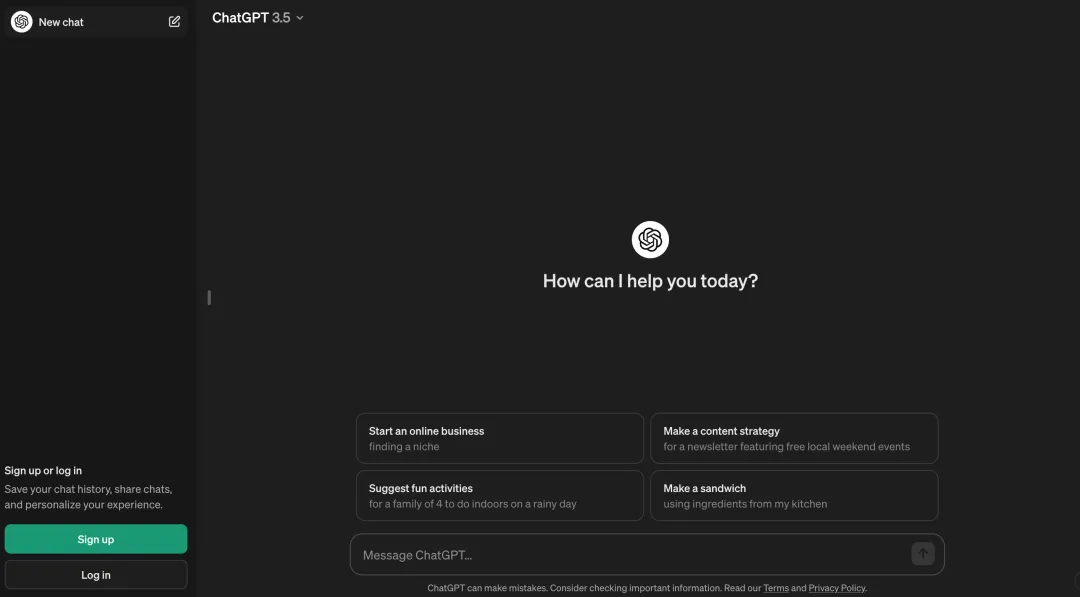 New chat
ChatGPT 3.5
How can I help you today?
Start an online business
finding a niche
Make a content strategy
for a newsletter featuring free local weekend events
Suggest fun activities
for a family of 4 to do indoors on a rainy day
Make a sandwich
using ingredients from my kitchen
Sign up or log in
Save your chat history, share chats,
and personalize your experience.
Sign up
Log in
Message ChatGPT...
ChatGPT can make mistakes. Consider checking important information. Read our Terms and Privacy Policy.